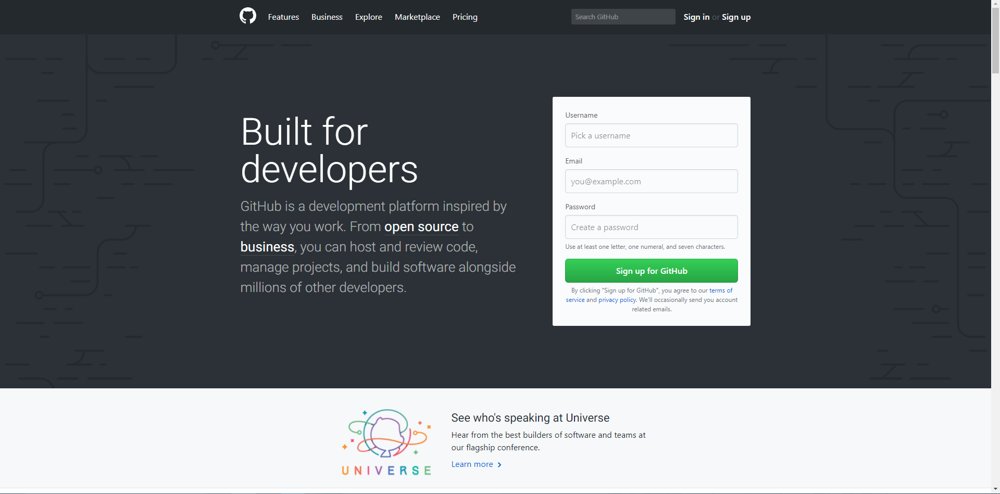 Features Business Explore Marketplace Pricing Search GitHub Sign in or Sign up
Built for
developers
GitHub is a development platform inspired by
the way you work. From open source to
business, you can host and review code,
manage projects, and build software alongside
millions of other developers.
Username
Pick a username
Email
you@example.com
Password
Create a password
Use at least one letter, one numeral, and seven characters.
Sign up for GitHub
By clicking "Sign up for GitHub", you agree to our terms of
service and privacy policy. We'll occasionally send you account
related emails.
UNIVERSE
See who's speaking at Universe
Hear from the best builders of software and teams at
our flagship conference.
Learn more